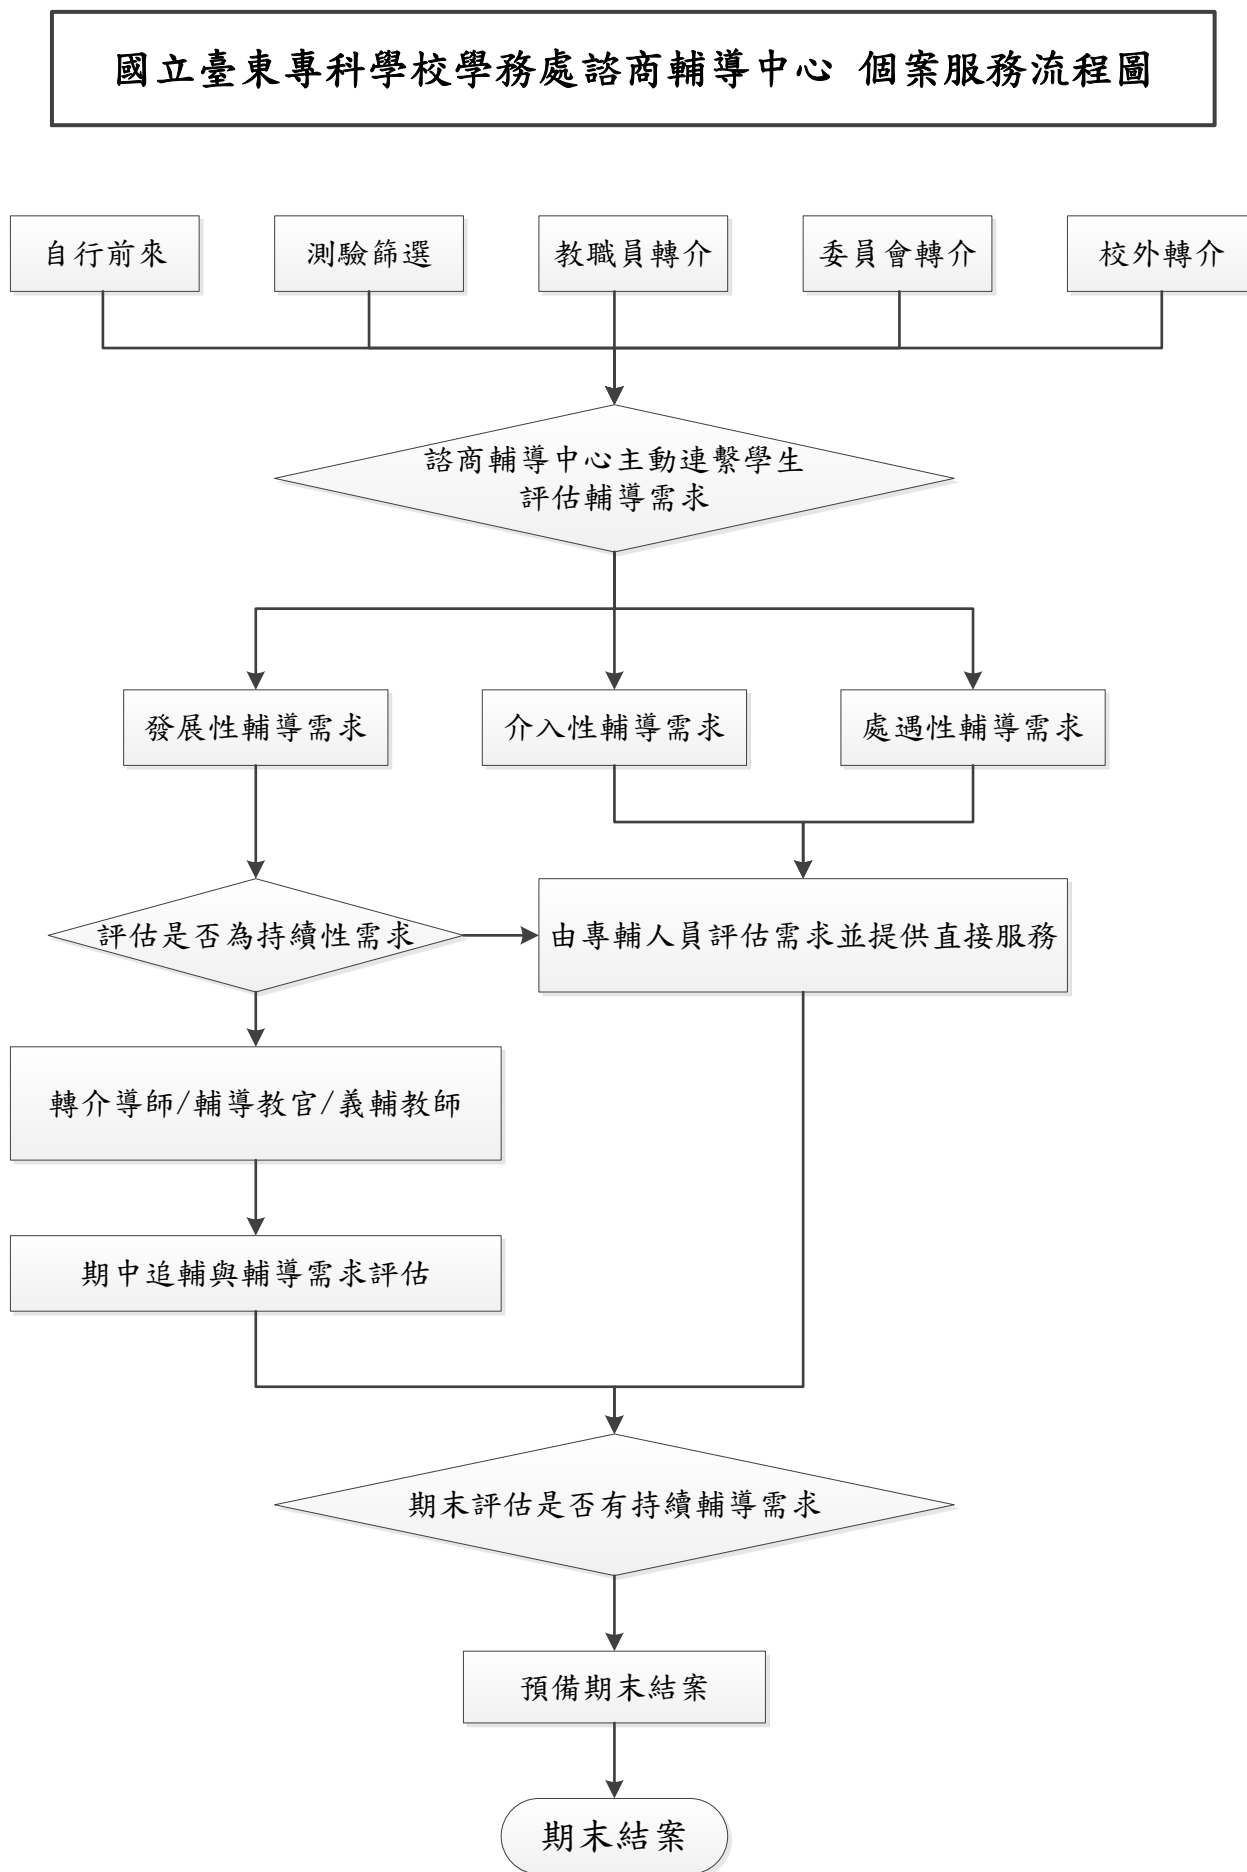 國立臺東專科學校學務處諮商輔導中心 個案服務流程圖
自行前來
測驗篩選
教職員轉介
委員會轉介
校外轉介
諮商輔導中心主動連繫學生
評估輔導需求
發展性輔導需求
介入性輔導需求
處遇性輔導需求
評估是否為持續性需求
由專輔人員評估需求並提供直接服務
轉介導師/輔導教官/義輔教師
期中追輔與輔導需求評估
期末評估是否有持續輔導需求
預備期末結案
期末結案